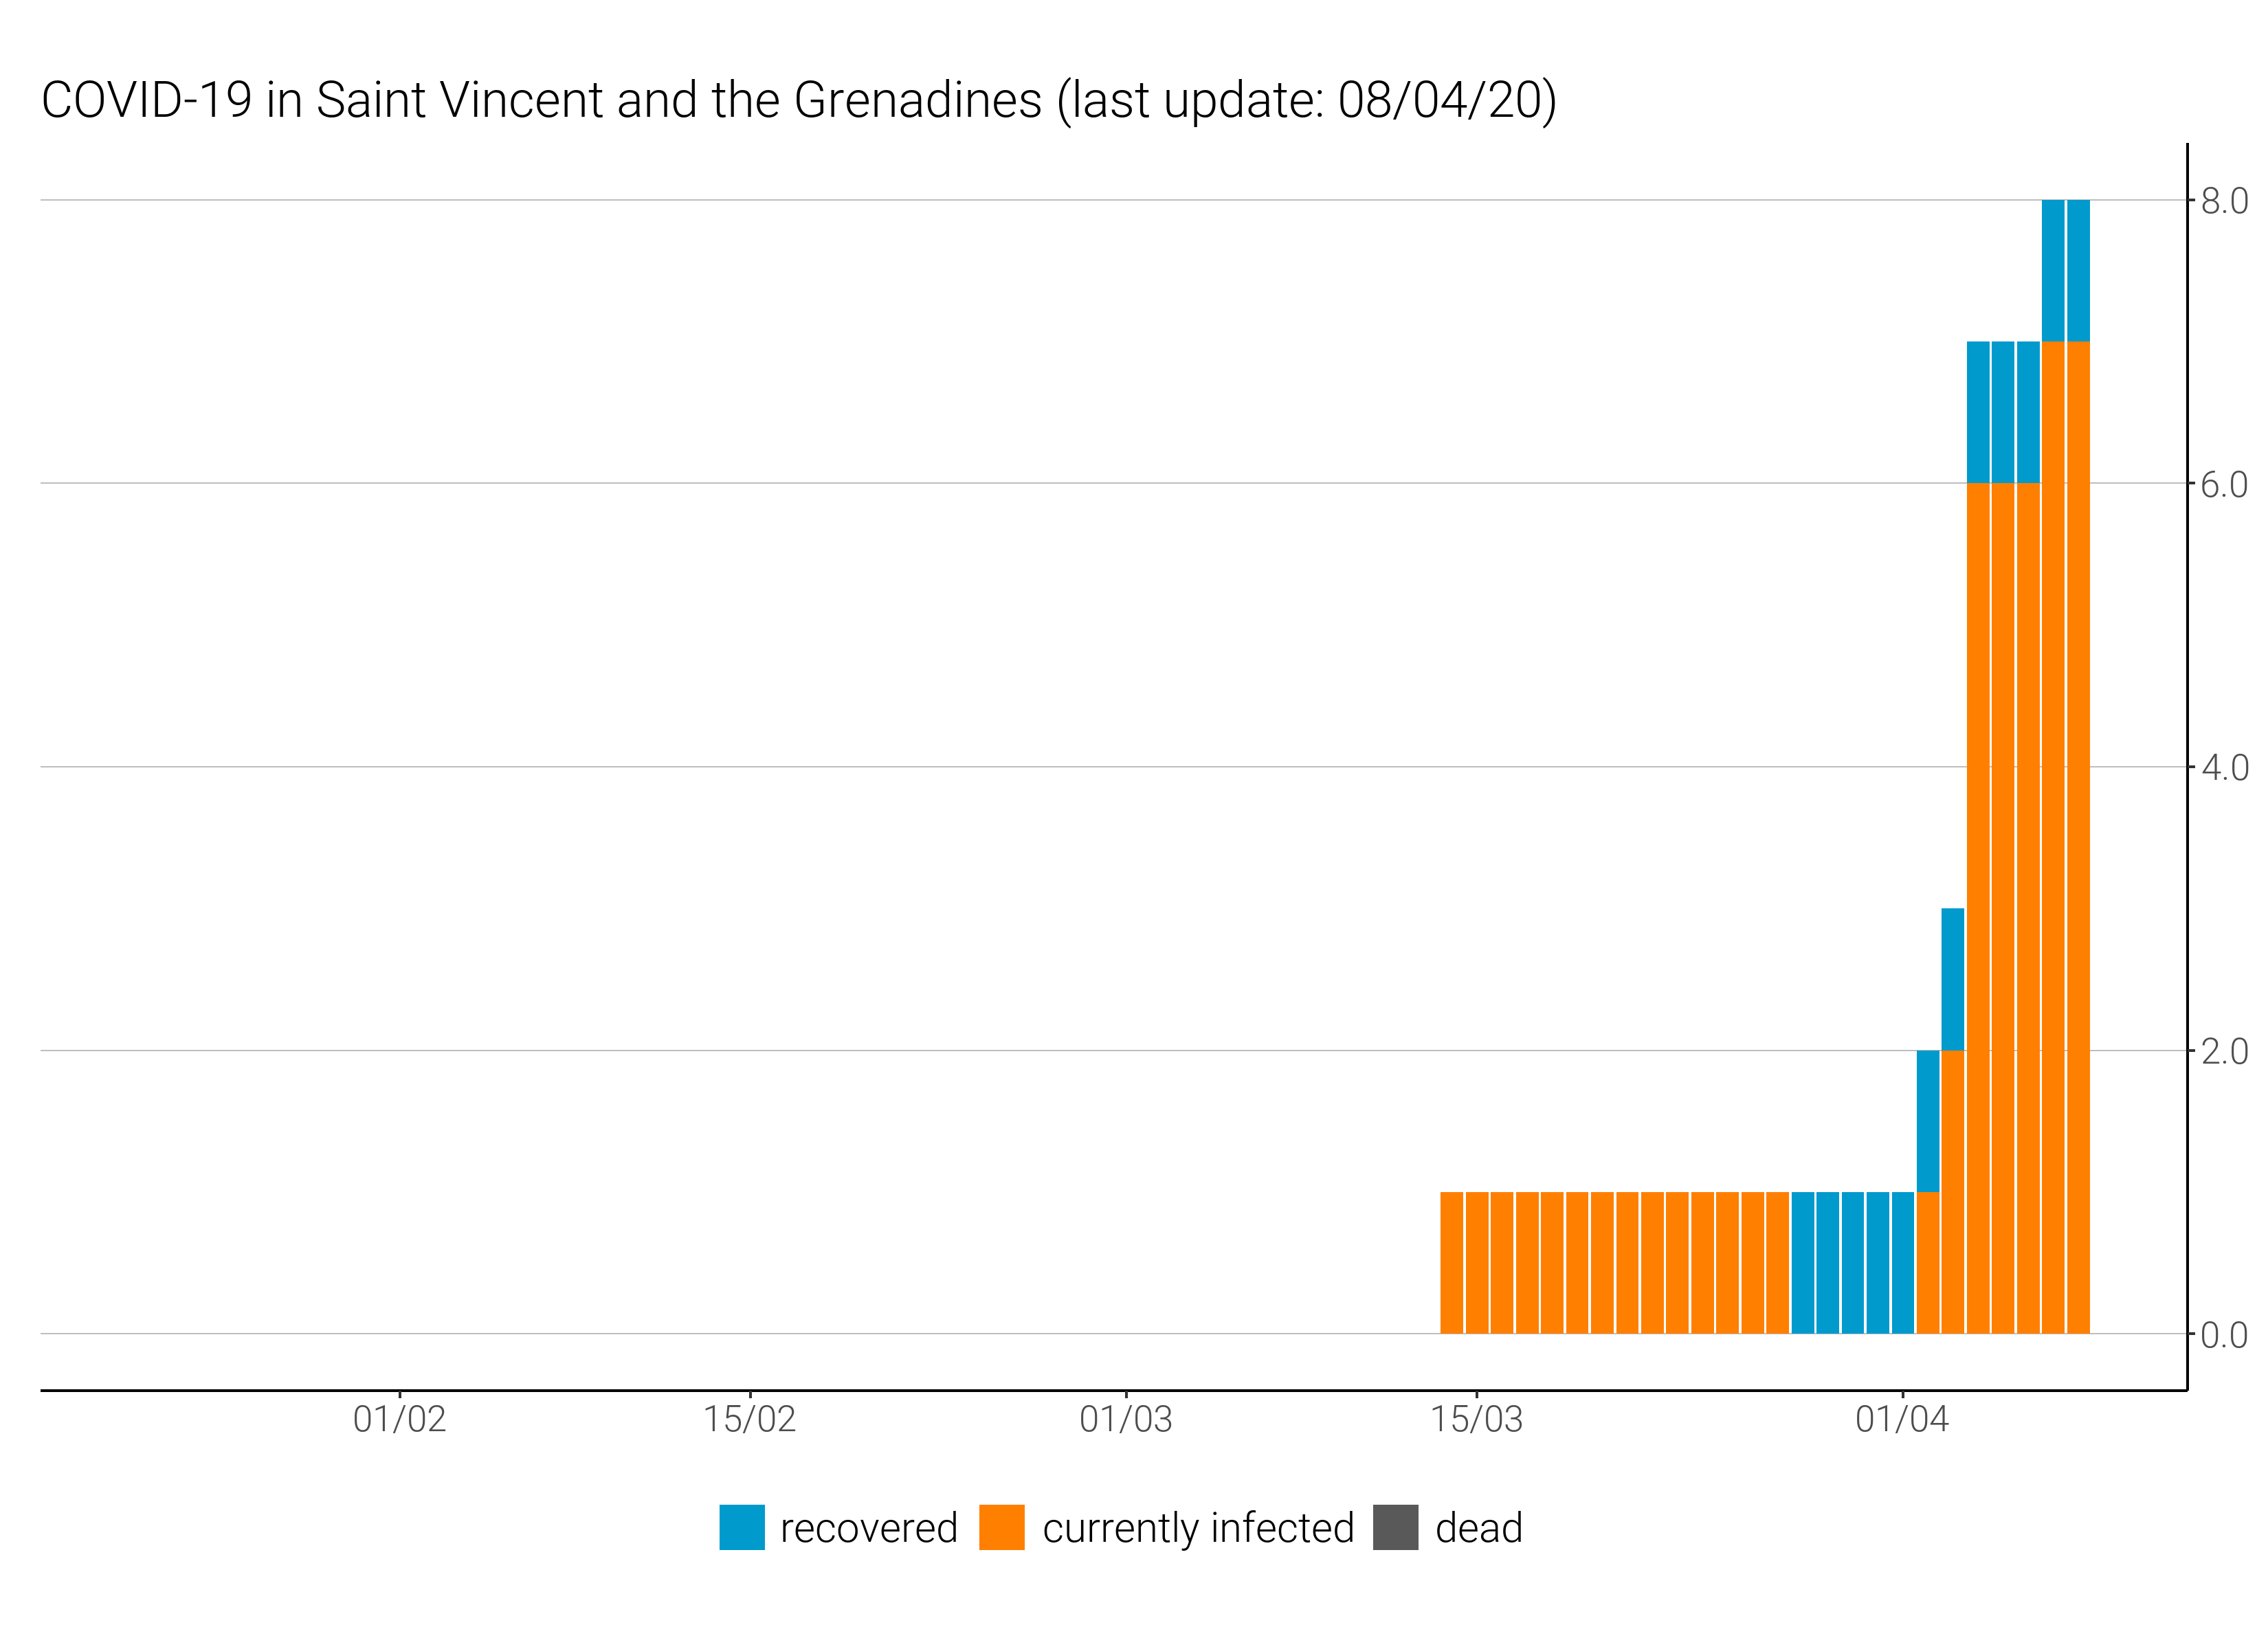 COVID-19 in Saint Vincent and the Grenadines (last update: 08/04/20)
8.0
6.0
4.0
2.0
0.0
01/02 15/02 01/03 15/03 01/04
recovered currently infected dead